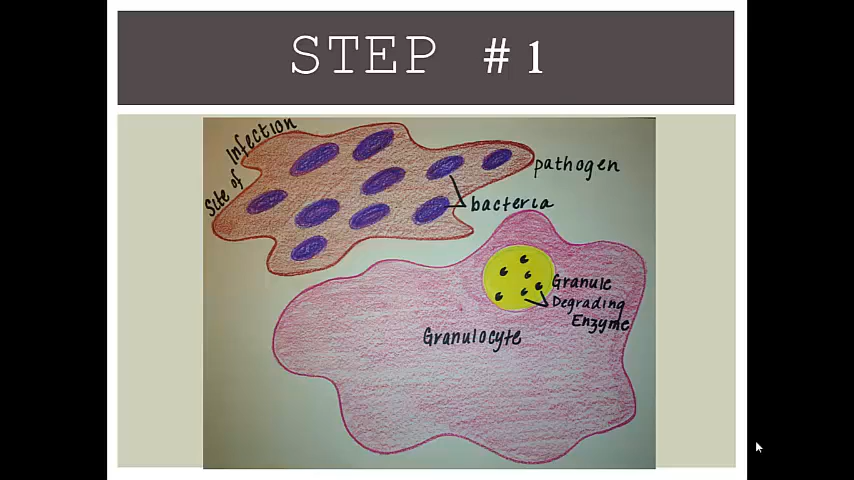 STEP #1
Site of Infection
pathogen
bacteria
Granule
Degrading
Enzyme
Granulocyte